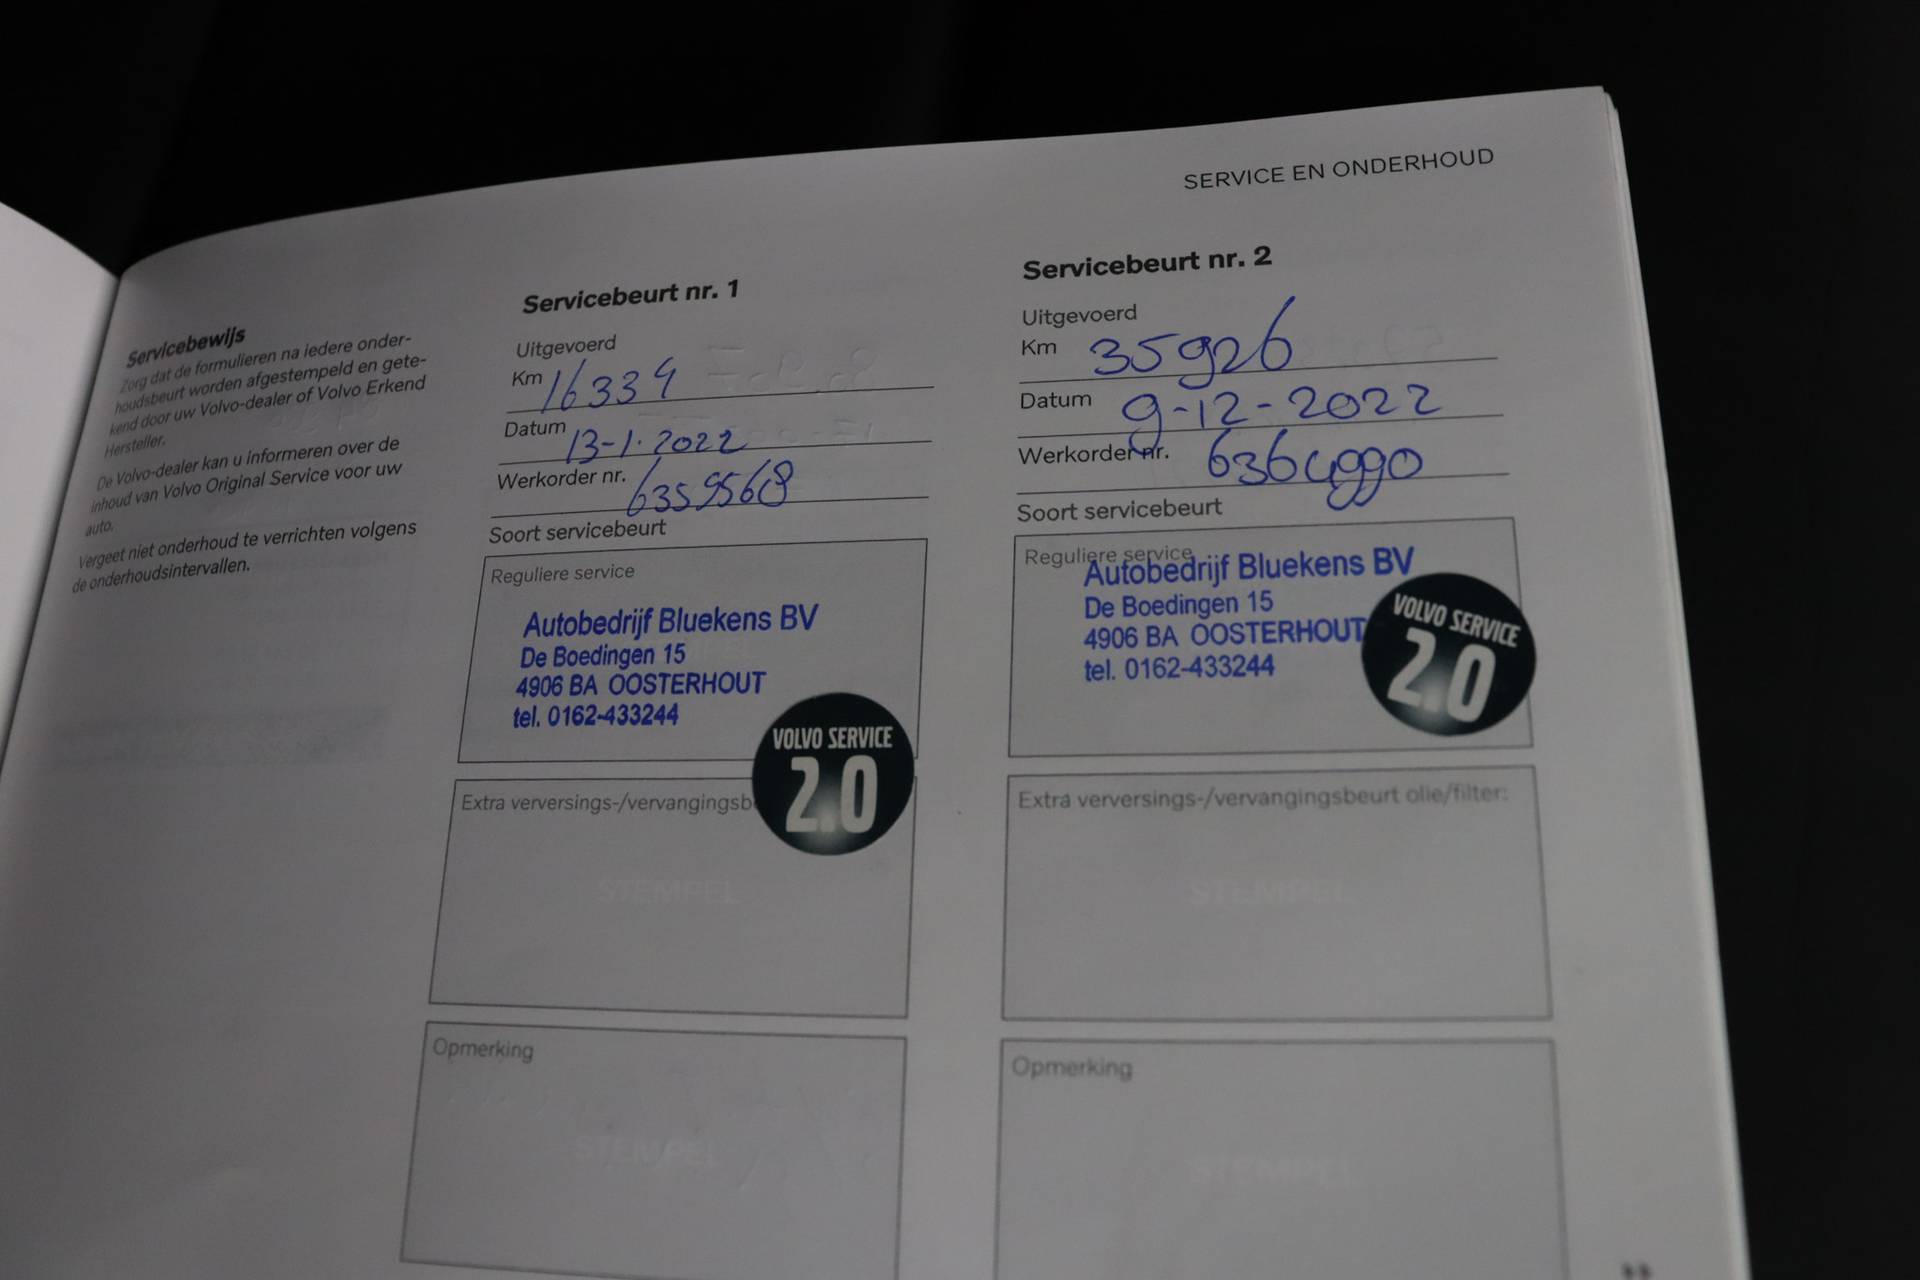 SERVICE EN ONDERHOUD
Servicebewijs
Zorg dat de formulieren na iedere onder-
houdsbeurt worden afgestempeld en gete-
kend door uw Volvo-dealer of Volvo Erkend
Hersteller.
De Volvo-dealer kan u informeren over de
inhoud van Volvo Original Service voor uw
auto.
Vergeet niet onderhoud te verrichten volgens
de onderhoudsintervallen.
Servicebeurt nr. 1
Uitgevoerd
Km 16339
Datum 13-1-2022
Werkorder nr. 6359568
Soort servicebeurt
Reguliere service
Autobedrijf Bluekens BV
De Boedingen 15
4906 BA OOSTERHOUT
tel. 0162-433244
VOLVO SERVICE
2.0
Extra verversings-/vervangingsb
STEMPEL
Opmerking
STEMPEL
Servicebeurt nr. 2
Uitgevoerd
Km 35926
Datum 9-12-2022
Werkorder nr. 6364990
Soort servicebeurt
Reguliere service
Autobedrijf Bluekens BV
De Boedingen 15
4906 BA OOSTERHOUT
tel. 0162-433244
VOLVO SERVICE
2.0
Extra verversings-/vervangingsbeurt olie/filter:
STEMPEL
Opmerking
STEMPEL